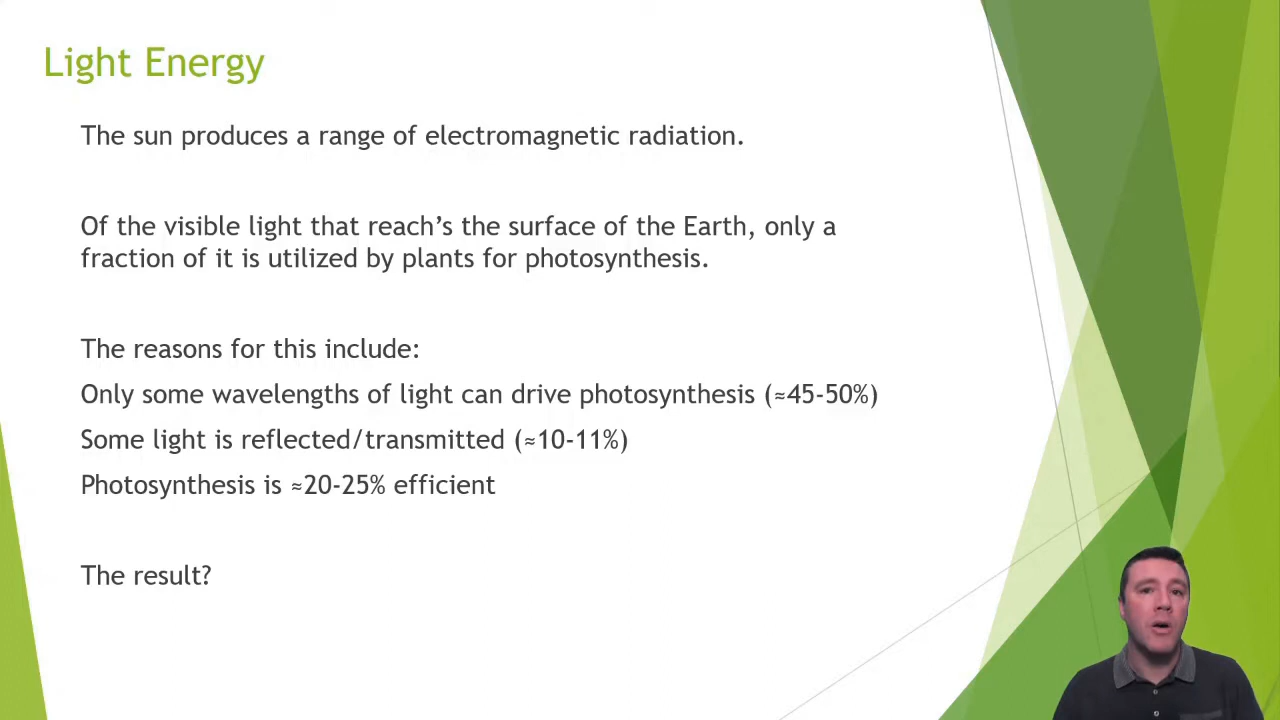 Light Energy
The sun produces a range of electromagnetic radiation.
Of the visible light that reach’s the surface of the Earth, only a
fraction of it is utilized by plants for photosynthesis.
The reasons for this include:
Only some wavelengths of light can drive photosynthesis (≈45-50%)
Some light is reflected/transmitted (≈10-11%)
Photosynthesis is ≈20-25% efficient
The result?